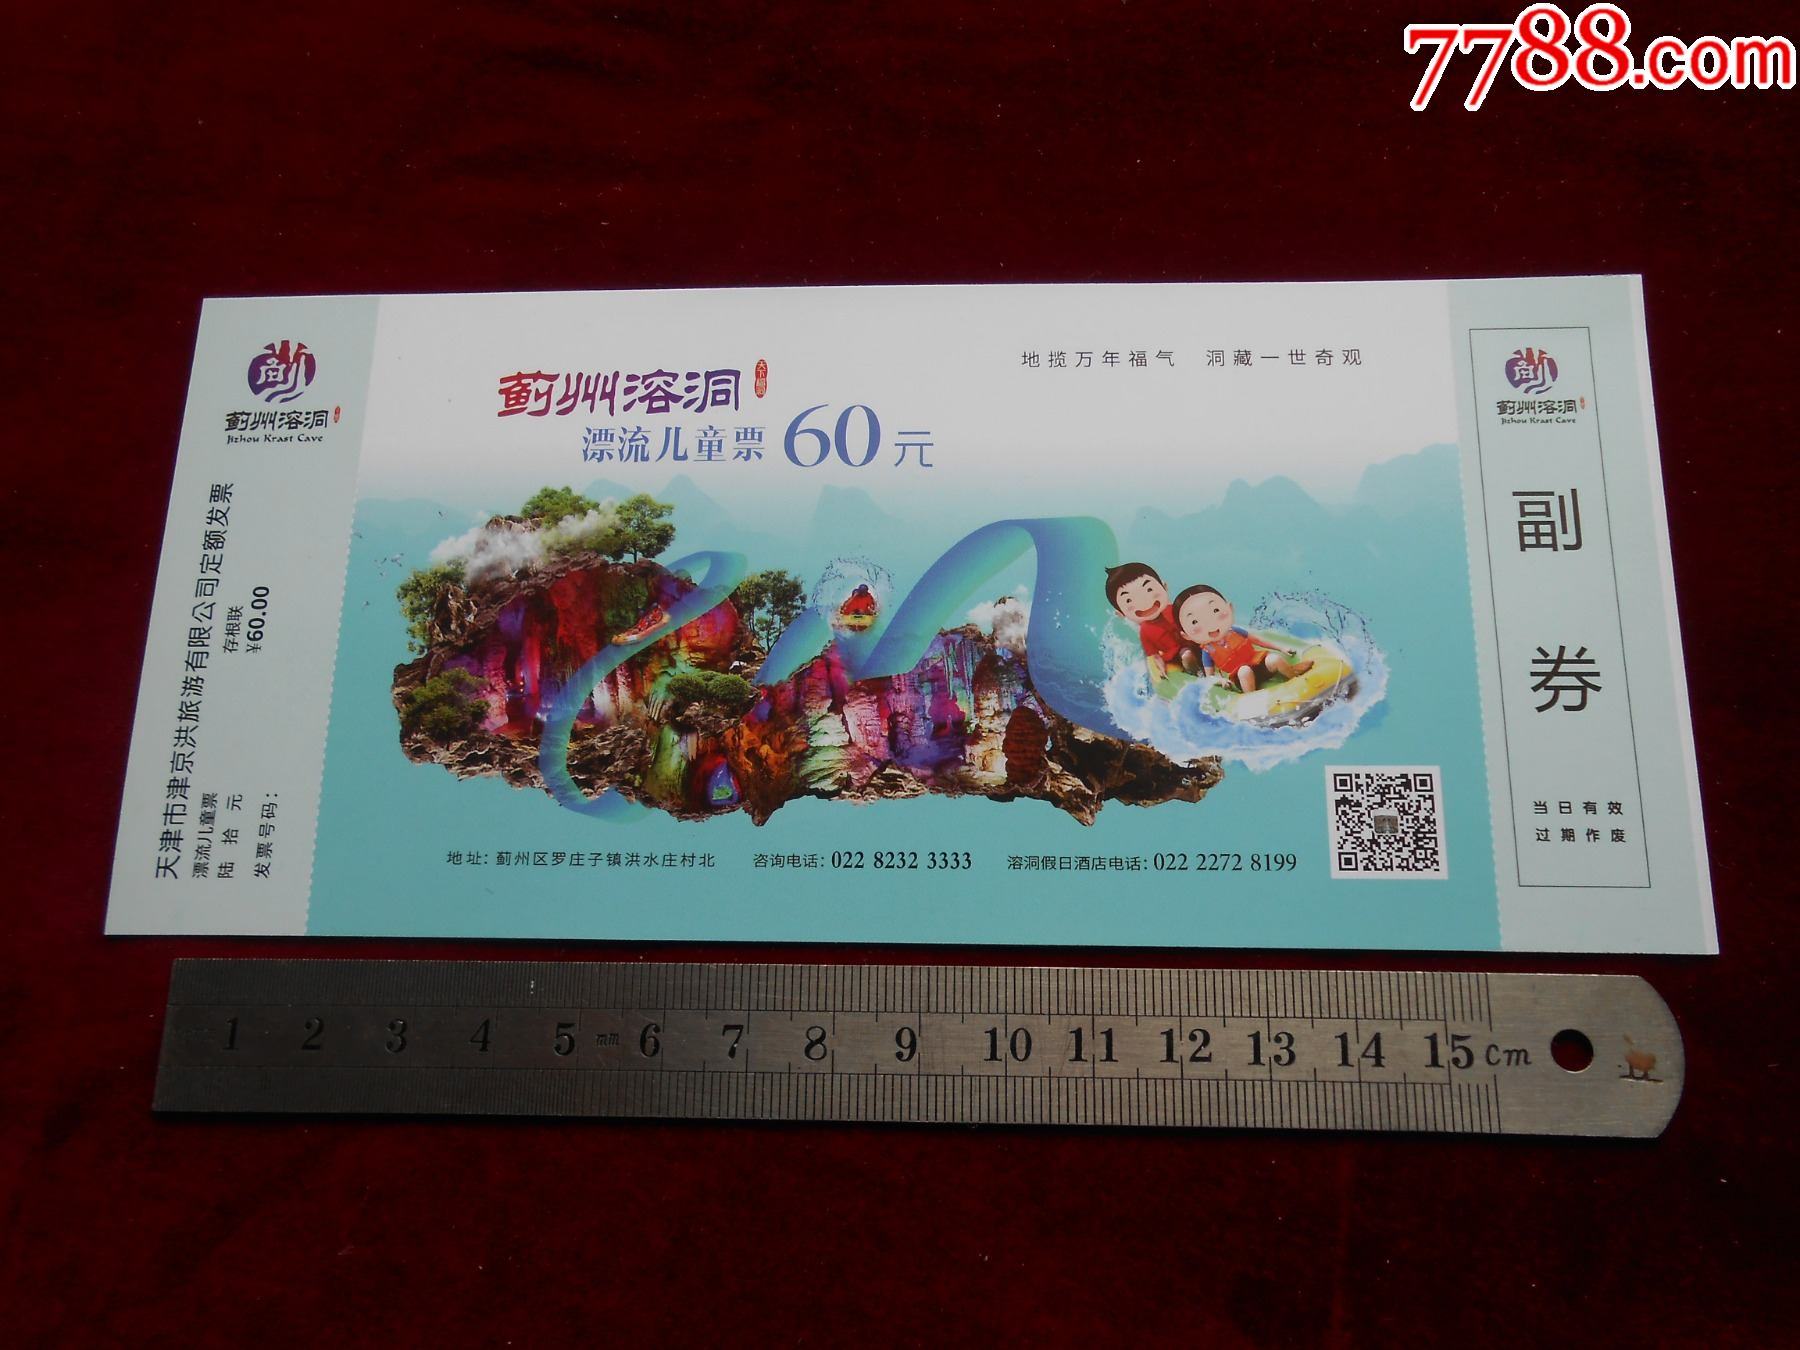 7788.com
蓟州溶洞
Jizhou Krast Cave
天津市津京洪旅游有限公司定额发票
漂流儿童票 存根联
陆 拾 元 ¥60.00
发票号码：
蓟州溶洞
天下福洞
漂流儿童票 60元
地揽万年福气 洞藏一世奇观
地址：蓟州区罗庄子镇洪水庄村北 咨询电话：022 8232 3333 溶洞假日酒店电话：022 2272 8199
蓟州溶洞
Jizhou Krast Cave
副
券
当日有效
过期作废
1 2 3 4 5 mm 6 7 8 9 10 11 12 13 14 15 cm